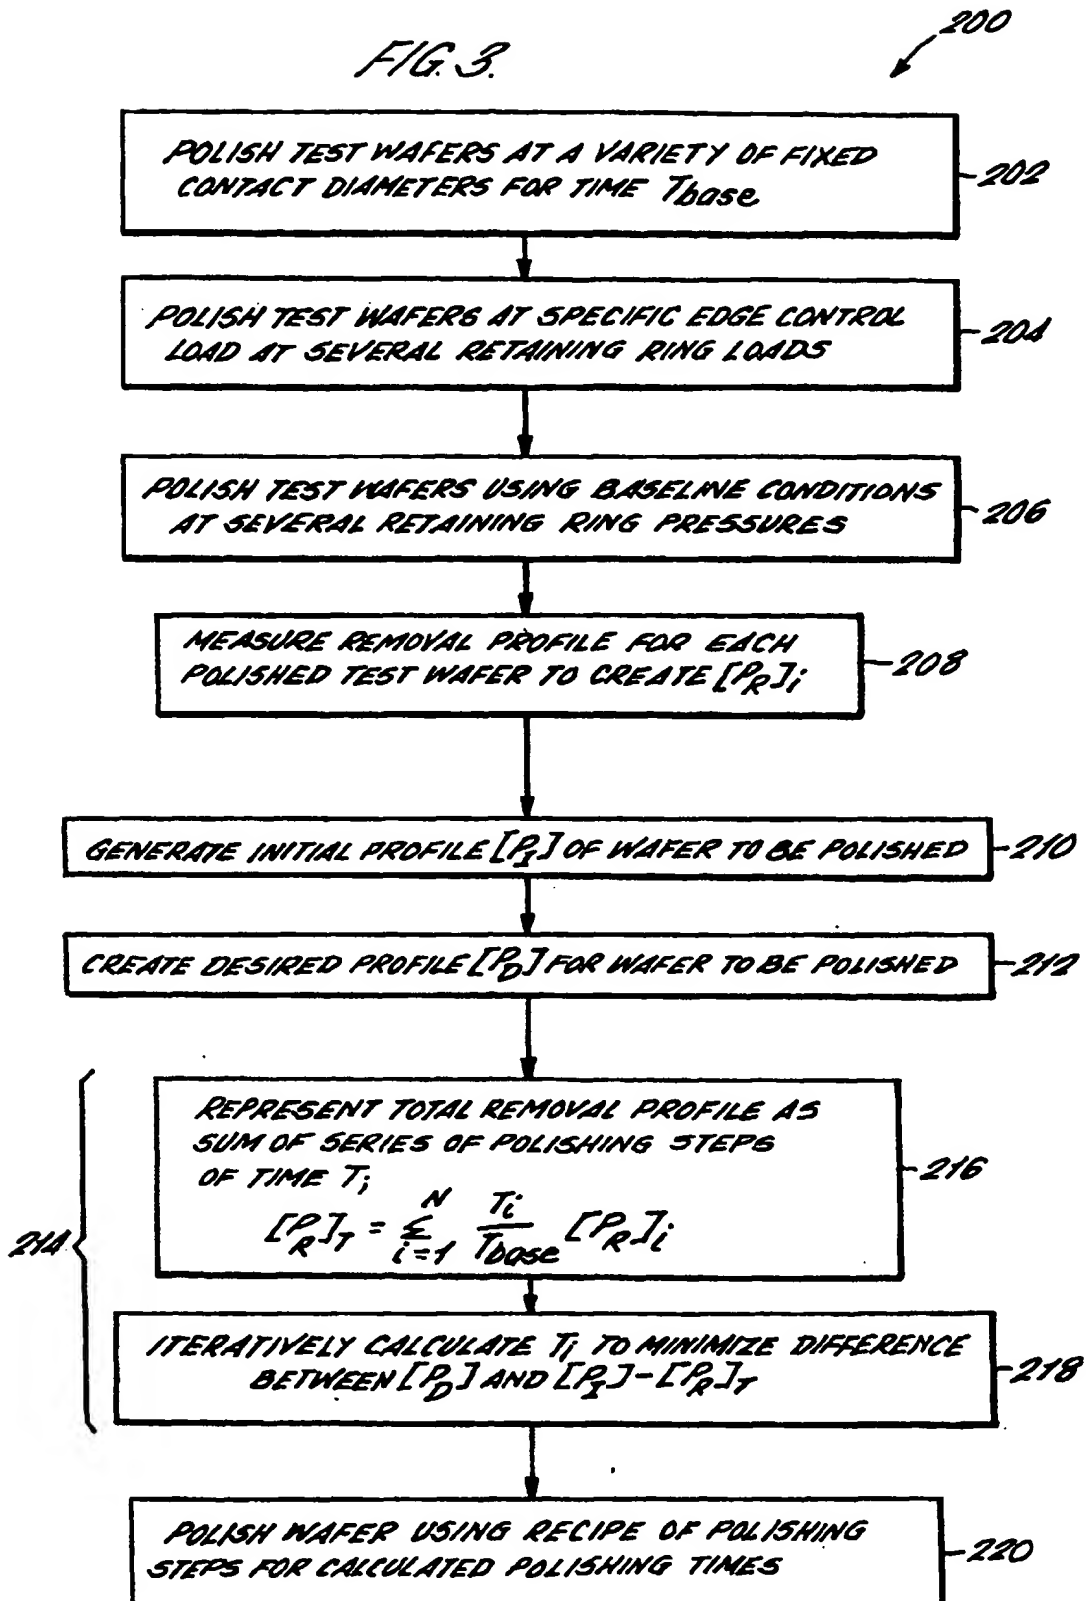 200
FIG. 3.
POLISH TEST WAFERS AT A VARIETY OF FIXED
CONTACT DIAMETERS FOR TIME Tbase
202
POLISH TEST WAFERS AT SPECIFIC EDGE CONTROL
LOAD AT SEVERAL RETAINING RING LOADS
204
POLISH TEST WAFERS USING BASELINE CONDITIONS
AT SEVERAL RETAINING RING PRESSURES
206
MEASURE REMOVAL PROFILE FOR EACH
POLISHED TEST WAFER TO CREATE [PR]i
208
GENERATE INITIAL PROFILE [PI] OF WAFER TO BE POLISHED
210
CREATE DESIRED PROFILE [PD] FOR WAFER TO BE POLISHED
212
214
REPRESENT TOTAL REMOVAL PROFILE AS
SUM OF SERIES OF POLISHING STEPS
OF TIME Ti
[PR]T = Σ i=1 N Ti/Tbase [PR]i
216
ITERATIVELY CALCULATE Ti TO MINIMIZE DIFFERENCE
BETWEEN [PD] AND [PI]-[PR]T
218
POLISH WAFER USING RECIPE OF POLISHING
STEPS FOR CALCULATED POLISHING TIMES
220